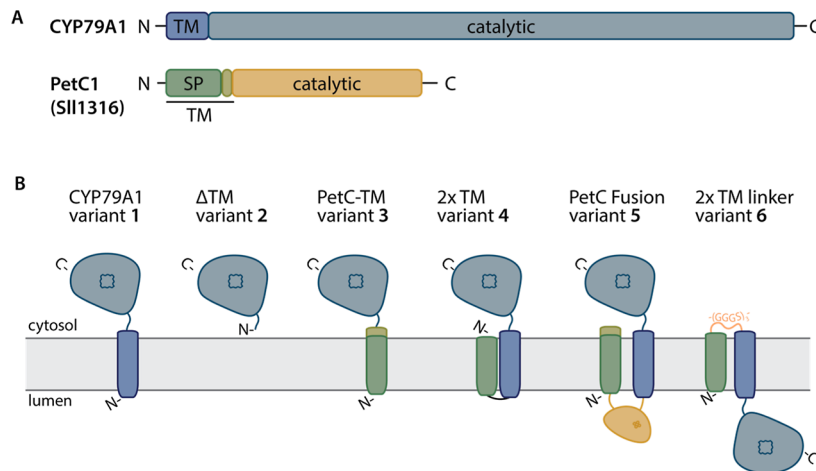 A
CYP79A1 N TM catalytic C
PetC1 N SP catalytic C
(Sll1316)
TM
B
CYP79A1 ΔTM PetC-TM 2x TM PetC Fusion 2x TM linker
variant 1 variant 2 variant 3 variant 4 variant 5 variant 6
C- C- C- C- C-
-(GGGS)-
cytosol N- N-
lumen N- N- N- N-
C